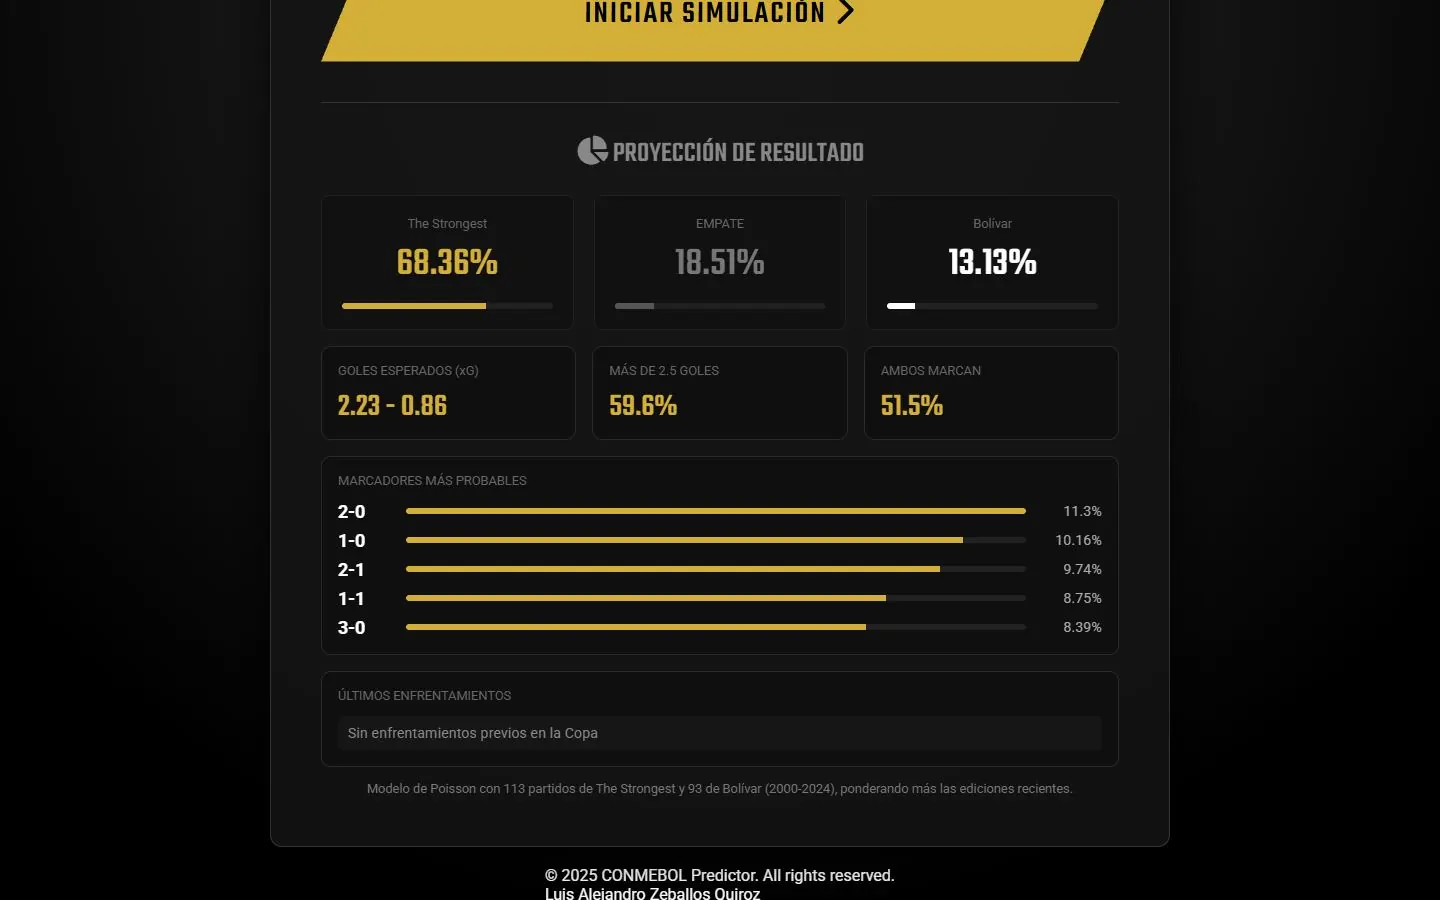 INICIAR SIMULACIÓN
PROYECCIÓN DE RESULTADO
The Strongest
68.36%
EMPATE
18.51%
Bolívar
13.13%
GOLES ESPERADOS (xG)
2.23 - 0.86
MÁS DE 2.5 GOLES
59.6%
AMBOS MARCAN
51.5%
MARCADORES MÁS PROBABLES
2-0 11.3%
1-0 10.16%
2-1 9.74%
1-1 8.75%
3-0 8.39%
ÚLTIMOS ENFRENTAMIENTOS
Sin enfrentamientos previos en la Copa
Modelo de Poisson con 113 partidos de The Strongest y 93 de Bolívar (2000-2024), ponderando más las ediciones recientes.
© 2025 CONMEBOL Predictor. All rights reserved.
Luis Alejandro Zeballos Quiroz